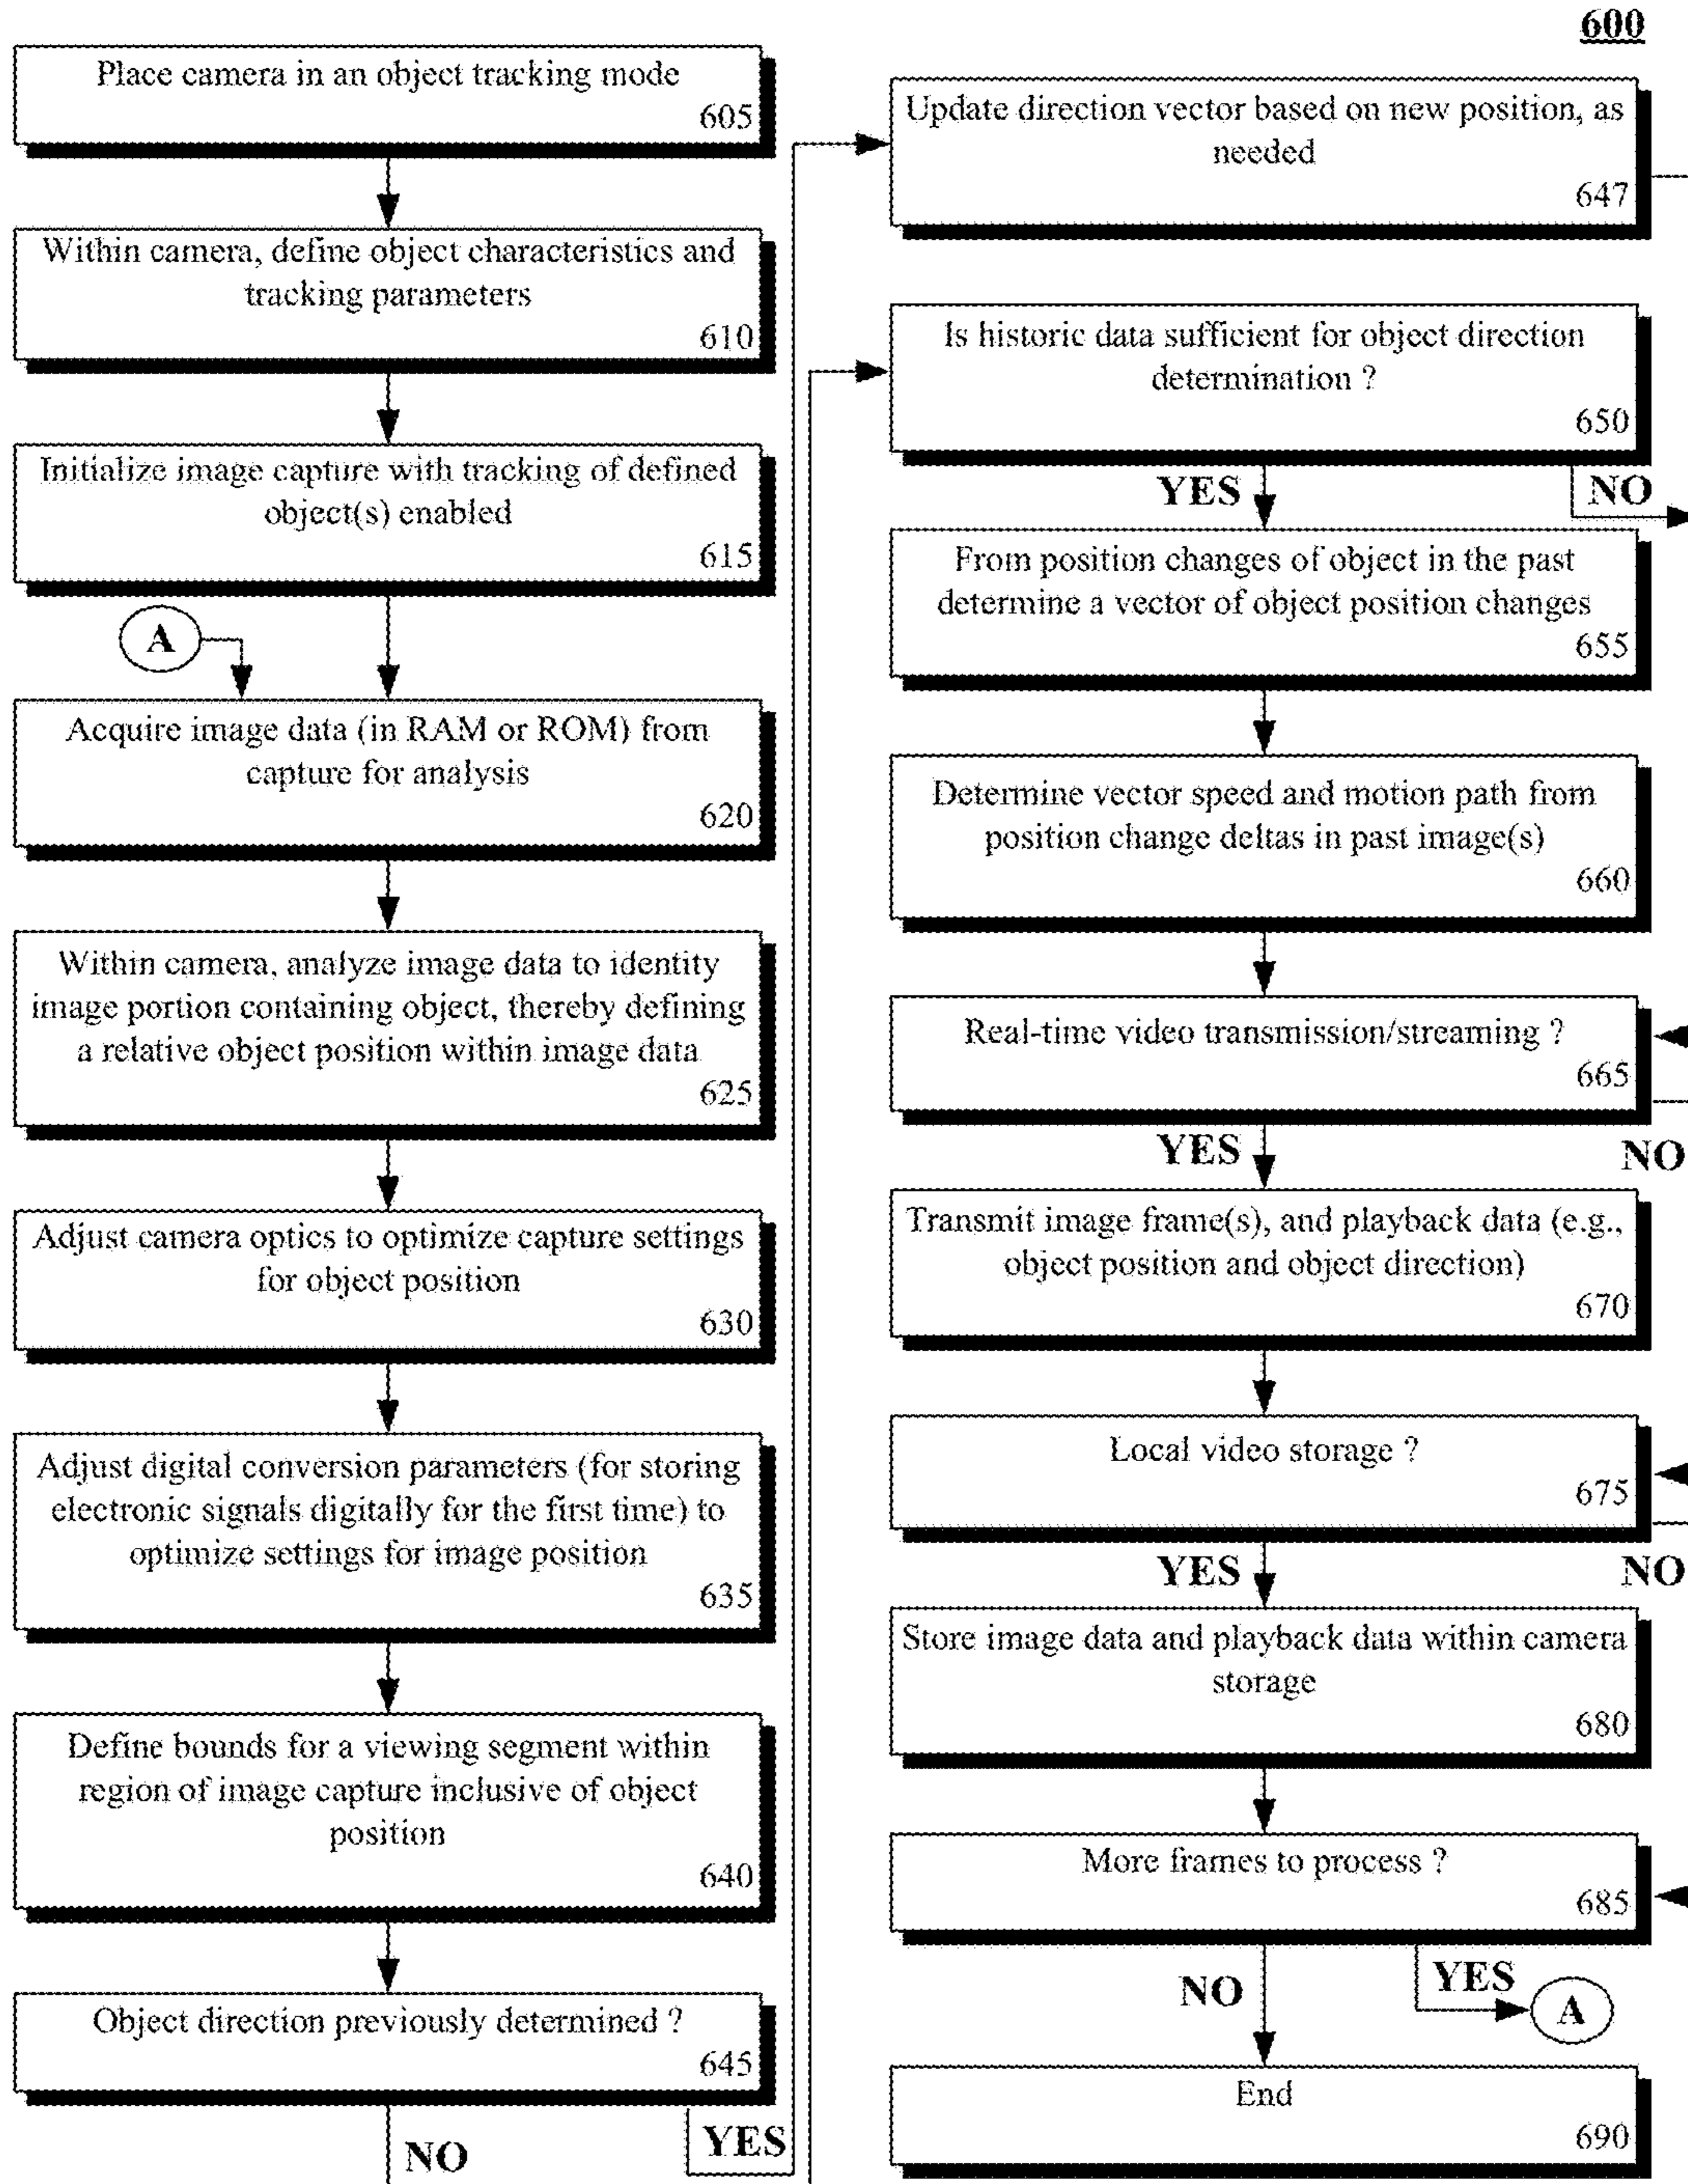 600
Place camera in an object tracking mode
605
Within camera, define object characteristics and
tracking parameters
610
Initialize image capture with tracking of defined
object(s) enabled
615
A
Acquire image data (in RAM or ROM) from
capture for analysis
620
Within camera, analyze image data to identity
image portion containing object, thereby defining
a relative object position within image data
625
Adjust camera optics to optimize capture settings
for object position
630
Adjust digital conversion parameters (for storing
electronic signals digitally for the first time) to
optimize settings for image position
635
Define bounds for a viewing segment within
region of image capture inclusive of object
position
640
Object direction previously determined ?
645
NO
YES
Update direction vector based on new position, as
needed
647
Is historic data sufficient for object direction
determination ?
650
YES
NO
From position changes of object in the past
determine a vector of object position changes
655
Determine vector speed and motion path from
position change deltas in past image(s)
660
Real-time video transmission/streaming ?
665
YES
NO
Transmit image frame(s), and playback data (e.g.,
object position and object direction)
670
Local video storage ?
675
YES
NO
Store image data and playback data within camera
storage
680
More frames to process ?
685
NO
YES
A
End
690